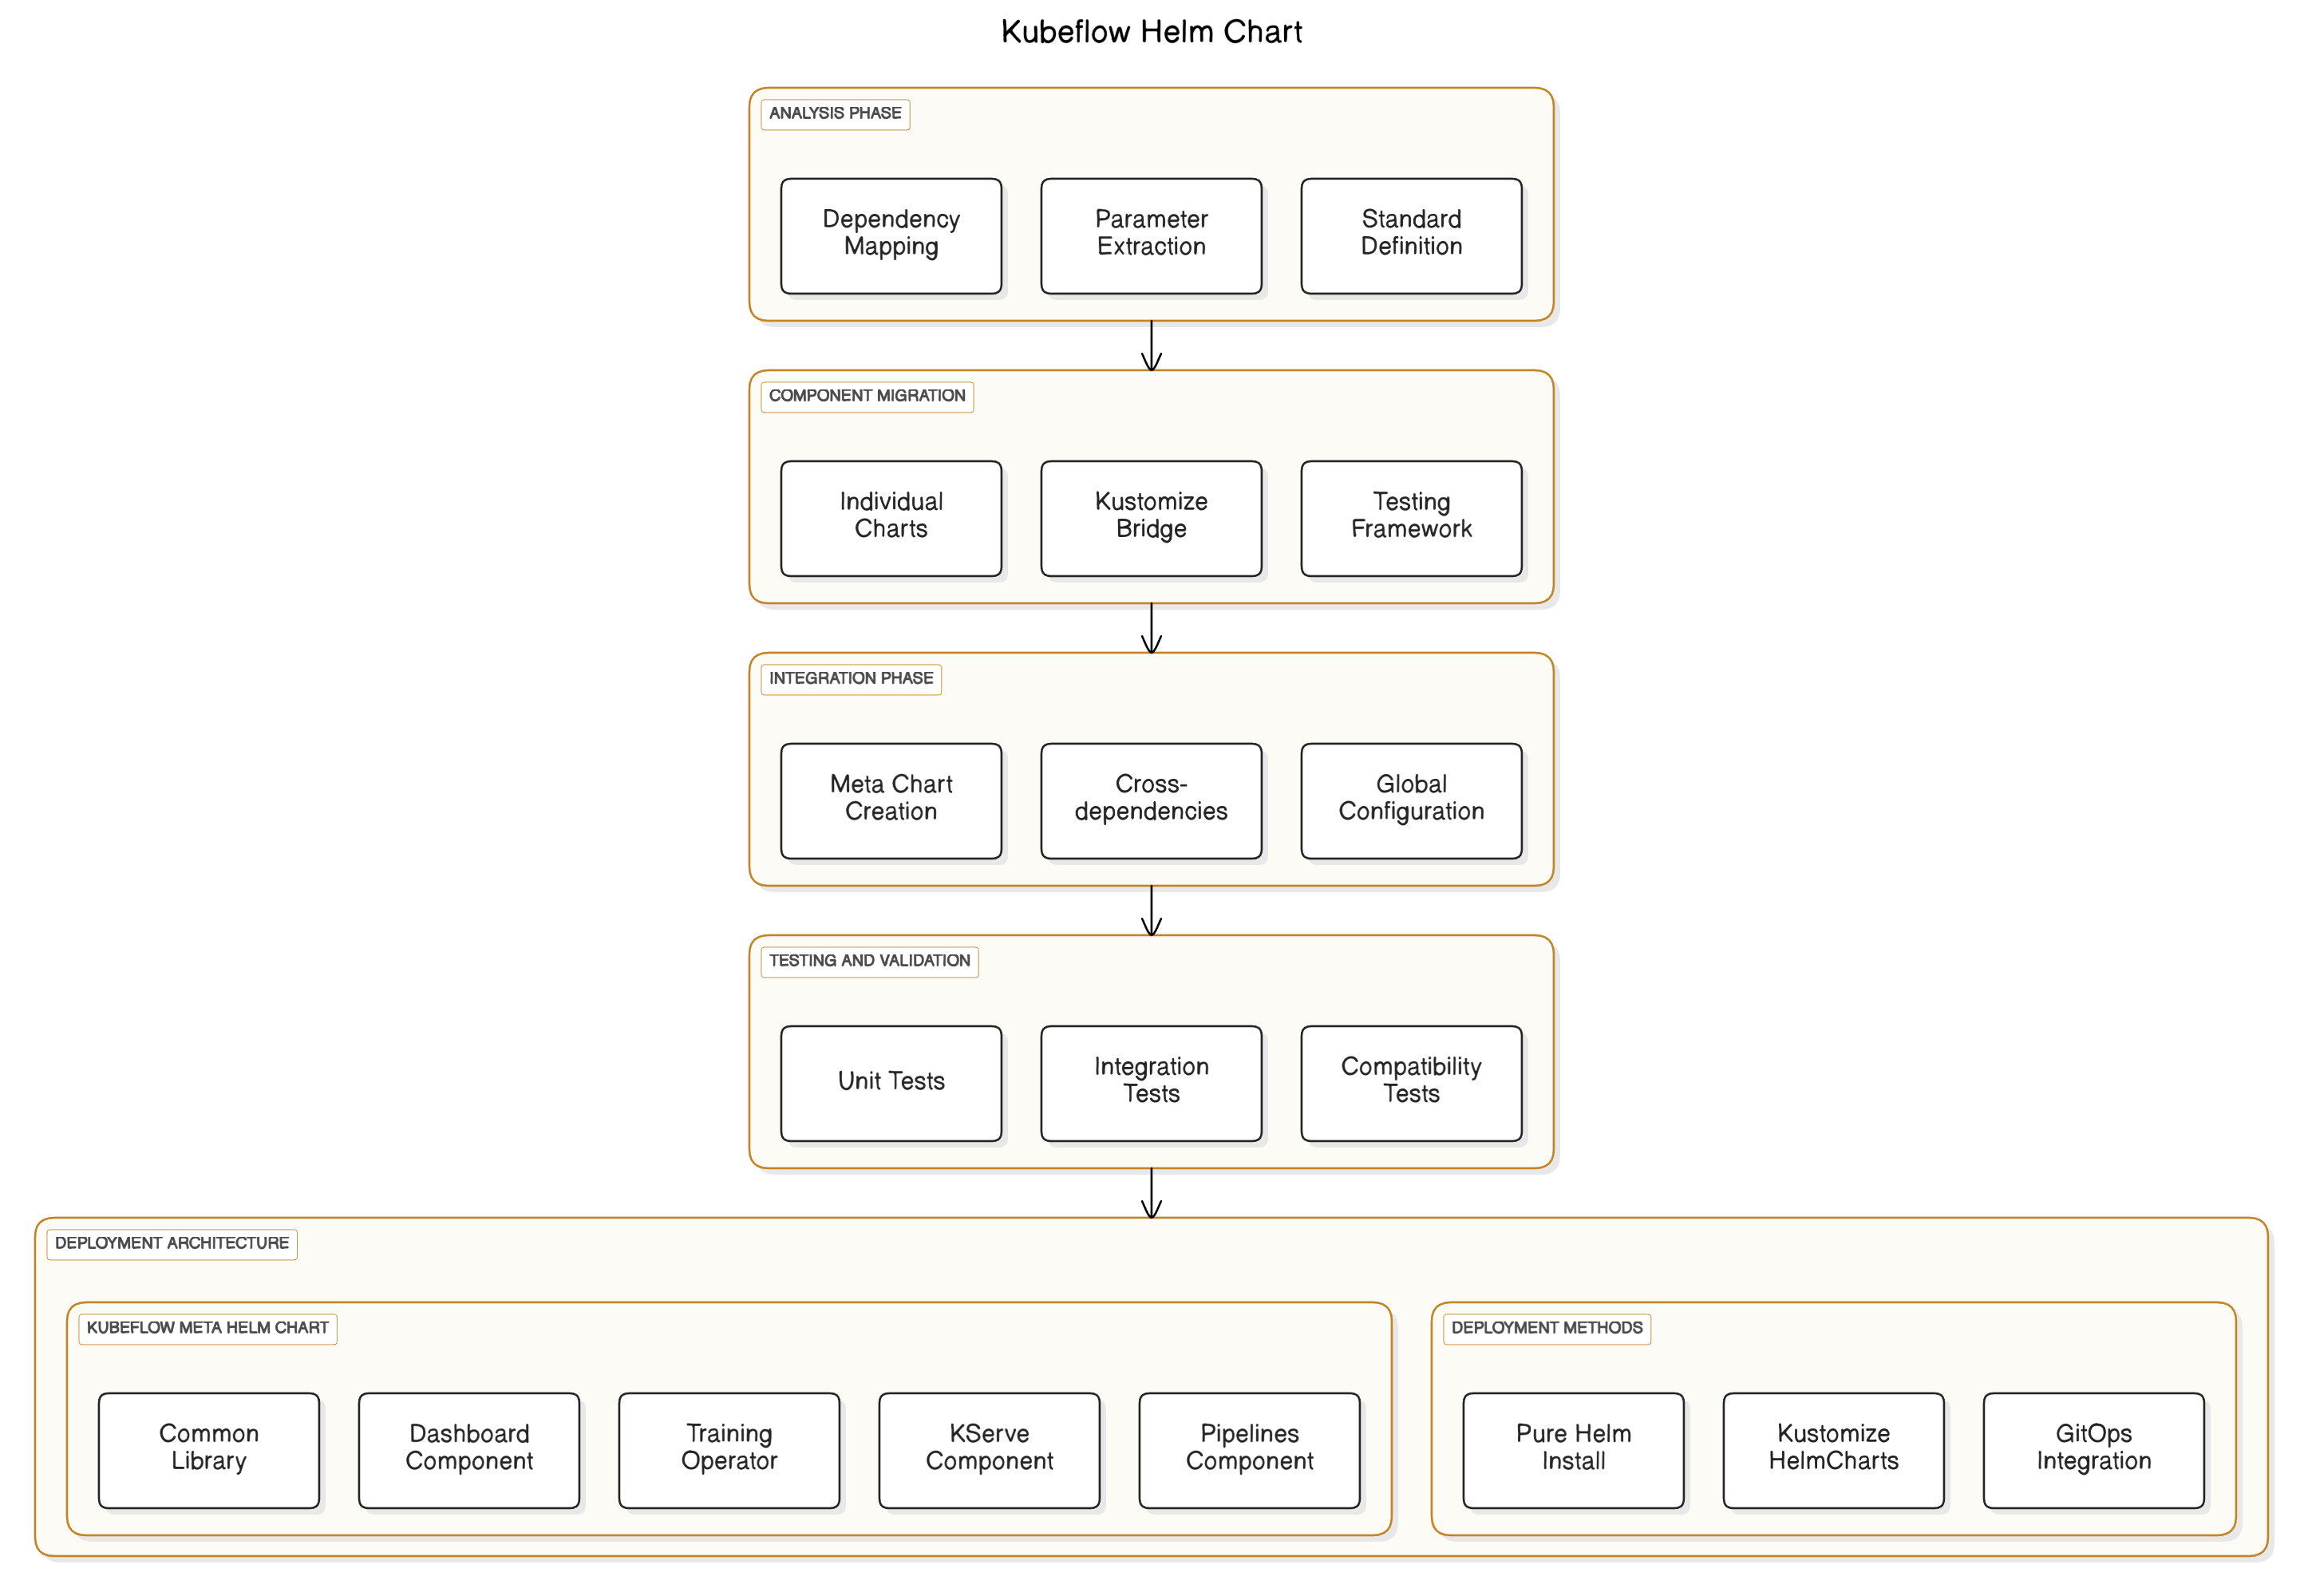 Kubeflow Helm Chart
ANALYSIS PHASE
Dependency
Mapping
Parameter
Extraction
Standard
Definition
COMPONENT MIGRATION
Individual
Charts
Kustomize
Bridge
Testing
Framework
INTEGRATION PHASE
Meta Chart
Creation
Cross-
dependencies
Global
Configuration
TESTING AND VALIDATION
Unit Tests
Integration
Tests
Compatibility
Tests
DEPLOYMENT ARCHITECTURE
KUBEFLOW META HELM CHART
Common
Library
Dashboard
Component
Training
Operator
KServe
Component
Pipelines
Component
DEPLOYMENT METHODS
Pure Helm
Install
Kustomize
HelmCharts
GitOps
Integration